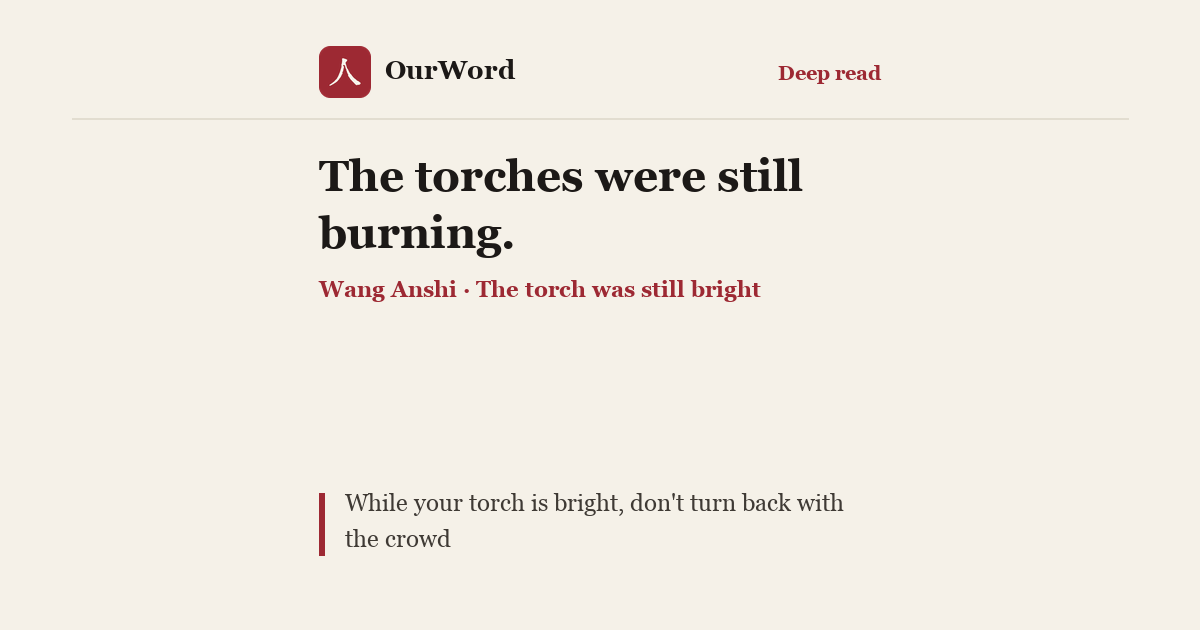 人 OurWord
Deep read
The torches were still
burning.
Wang Anshi · The torch was still bright
While your torch is bright, don't turn back with
the crowd